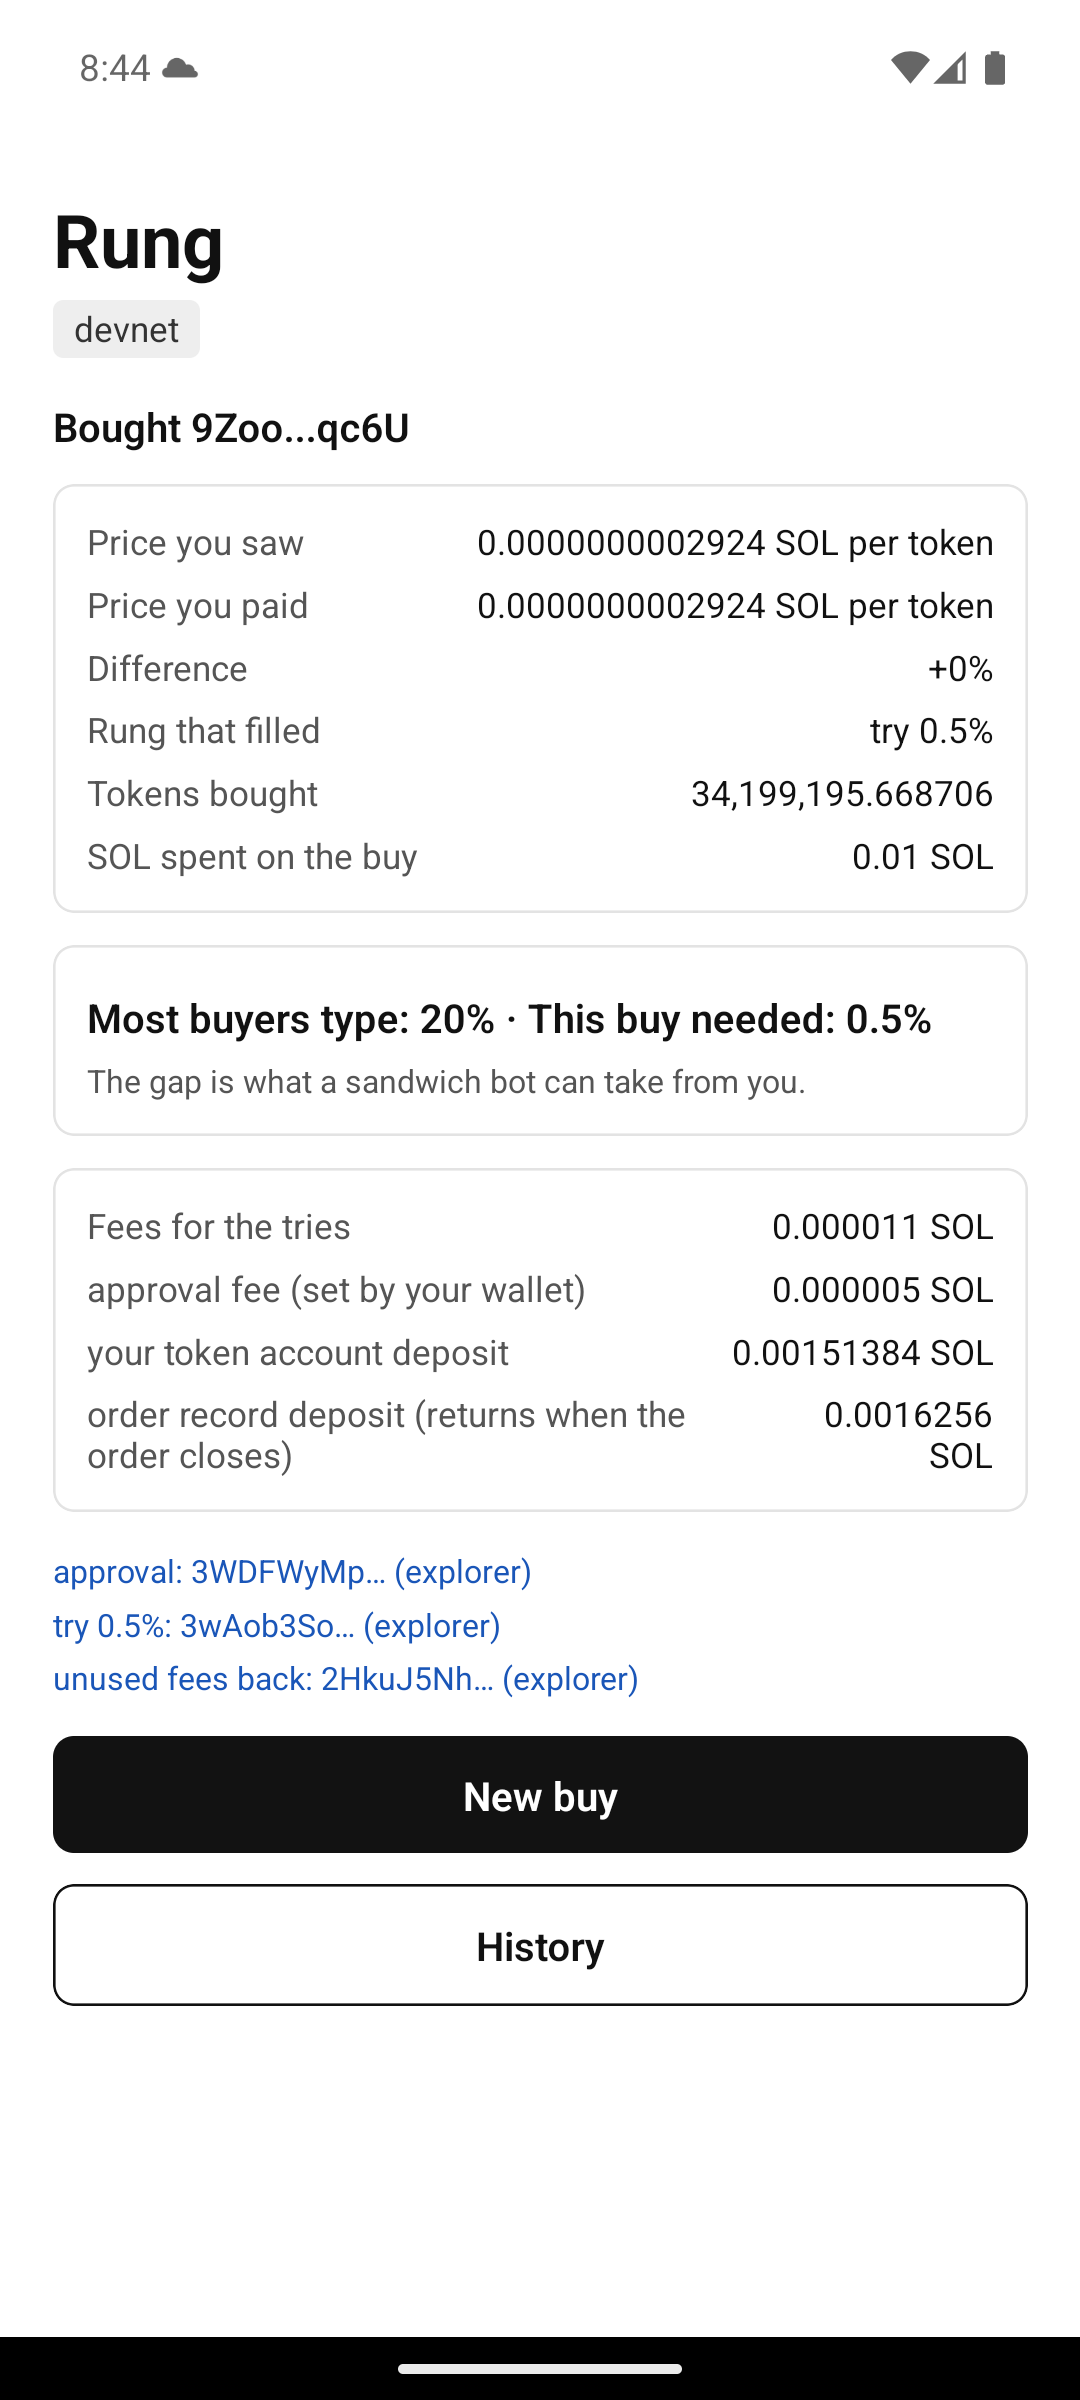 8:44
Rung
devnet
Bought 9Zoo...qc6U
Price you saw 0.0000000002924 SOL per token
Price you paid 0.0000000002924 SOL per token
Difference +0%
Rung that filled try 0.5%
Tokens bought 34,199,195.668706
SOL spent on the buy 0.01 SOL
Most buyers type: 20% · This buy needed: 0.5%
The gap is what a sandwich bot can take from you.
Fees for the tries 0.000011 SOL
approval fee (set by your wallet) 0.000005 SOL
your token account deposit 0.00151384 SOL
order record deposit (returns when the 0.0016256
order closes) SOL
approval: 3WDFWyMp… (explorer)
try 0.5%: 3wAob3So… (explorer)
unused fees back: 2HkuJ5Nh… (explorer)
New buy
History